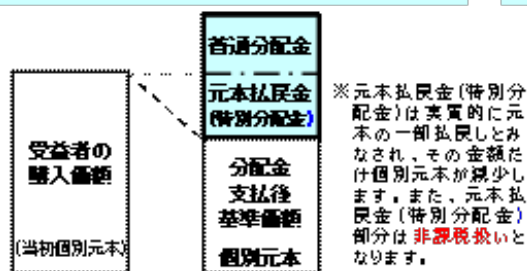 普通分配金
元本払戻金
(特別分配金)
受益者の
購入価額
(当初個別元本)
分配金
支払後
基準価額
個別元本
※元本払戻金(特別分
配金)は実質的に元
本の一部払戻しとみ
なされ、その金額だ
け個別元本が減少し
ます。また、元本払
戻金(特別分配金)
部分は非課税扱いと
なります。